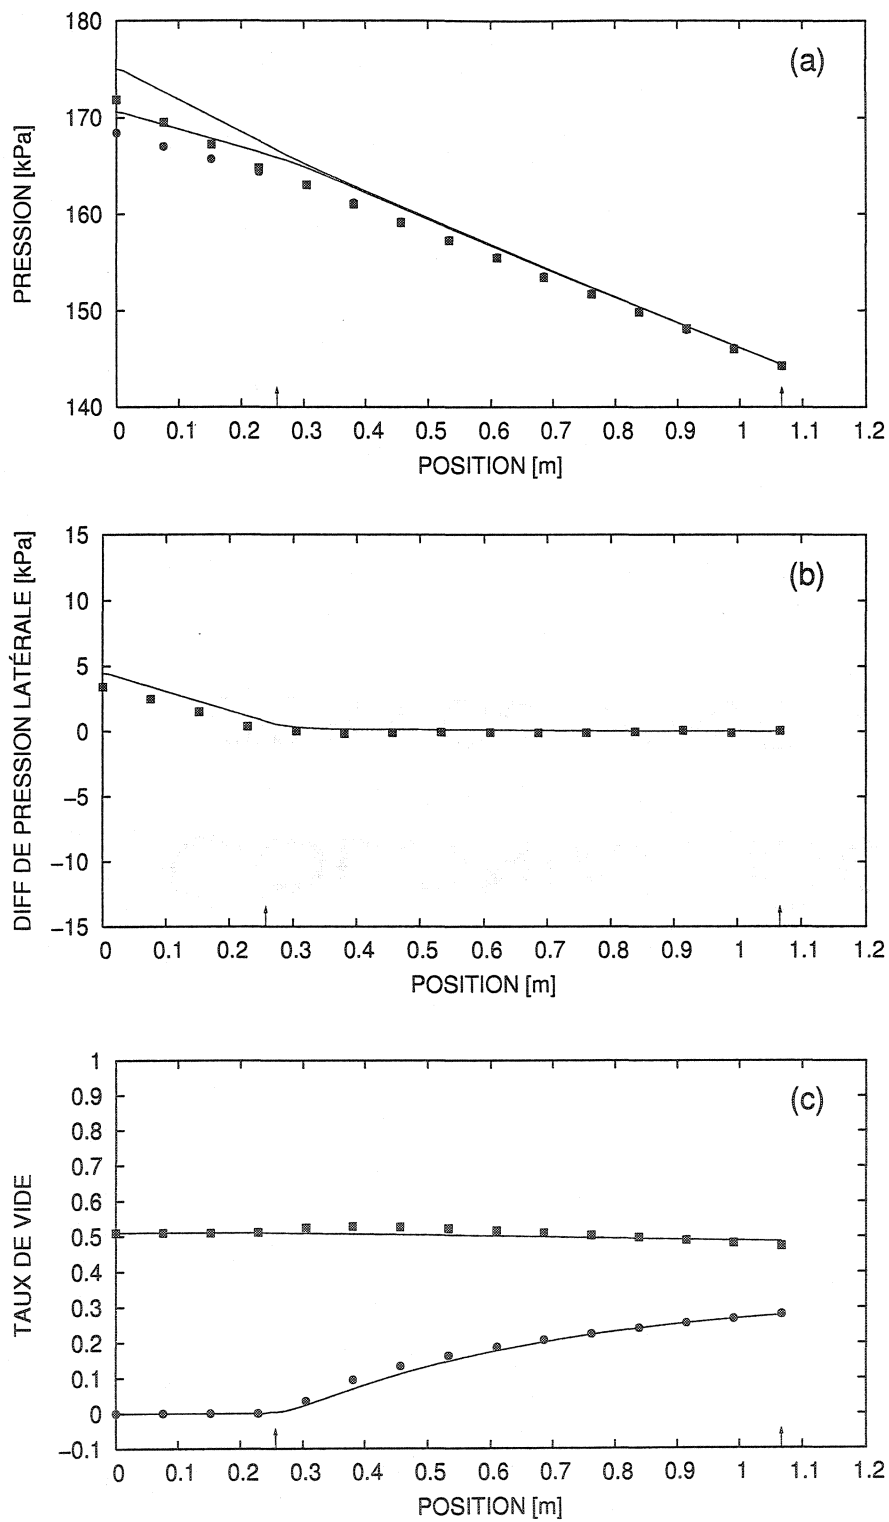 (a)
PRESSION [kPa]
180
170
160
150
140
0 0.1 0.2 0.3 0.4 0.5 0.6 0.7 0.8 0.9 1 1.1 1.2
POSITION [m]
(b)
DIFF DE PRESSION LATÉRALE [kPa]
15
10
5
0
−5
−10
−15
0 0.1 0.2 0.3 0.4 0.5 0.6 0.7 0.8 0.9 1 1.1 1.2
POSITION [m]
(c)
TAUX DE VIDE
1
0.9
0.8
0.7
0.6
0.5
0.4
0.3
0.2
0.1
0
−0.1
0 0.1 0.2 0.3 0.4 0.5 0.6 0.7 0.8 0.9 1 1.1 1.2
POSITION [m]